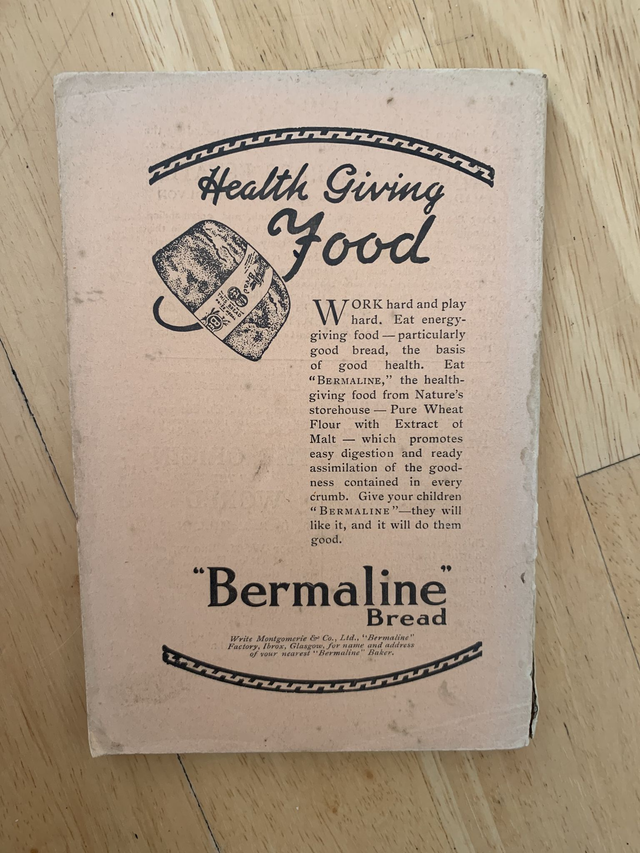 Health Giving
Food
WORK hard and play
hard. Eat energy-
giving food — particularly
good bread, the basis
of good health. Eat
“BERMALINE,” the health-
giving food from Nature's
storehouse — Pure Wheat
Flour with Extract of
Malt — which promotes
easy digestion and ready
assimilation of the good-
ness contained in every
crumb. Give your children
“BERMALINE”—they will
like it, and it will do them
good.
“Bermaline”
Bread
Write Montgomerie & Co., Ltd., “Bermaline”
Factory, Ibrox, Glasgow, for name and address
of your nearest “Bermaline” Baker.